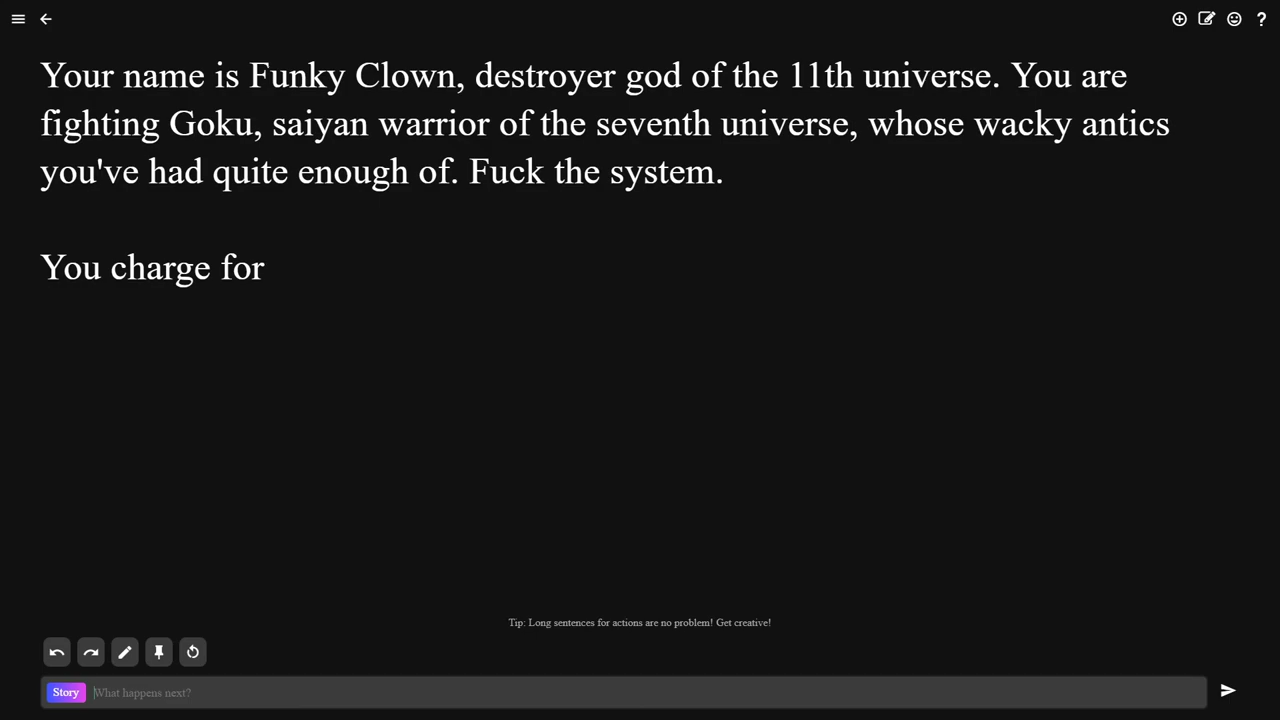 ?
Your name is Funky Clown, destroyer god of the 11th universe. You are
fighting Goku, saiyan warrior of the seventh universe, whose wacky antics
you've had quite enough of. Fuck the system.
You charge for
Tip: Long sentences for actions are no problem! Get creative!
Story What happens next?